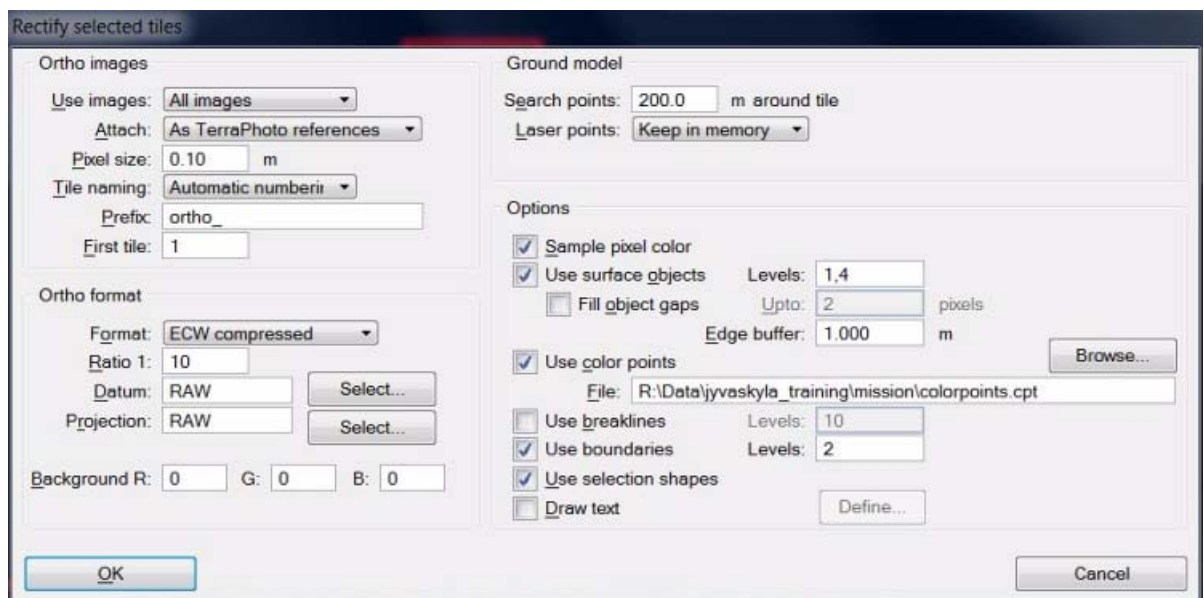 Rectify selected tiles
Ortho images
Use images: All images
Attach: As TerraPhoto references
Pixel size: 0.10 m
Tile naming: Automatic numberin
Prefix: ortho_
First tile: 1
Ortho format
Format: ECW compressed
Ratio 1: 10
Datum: RAW Select...
Projection: RAW Select...
Background R: 0 G: 0 B: 0
OK
Ground model
Search points: 200.0 m around tile
Laser points: Keep in memory
Options
Sample pixel color
Use surface objects Levels: 1,4
Fill object gaps Upto: 2 pixels
Edge buffer: 1.000 m
Use color points Browse...
File: R:\Data\jyvaskyla_training\mission\colorpoints.cpt
Use breaklines Levels: 10
Use boundaries Levels: 2
Use selection shapes
Draw text Define...
Cancel